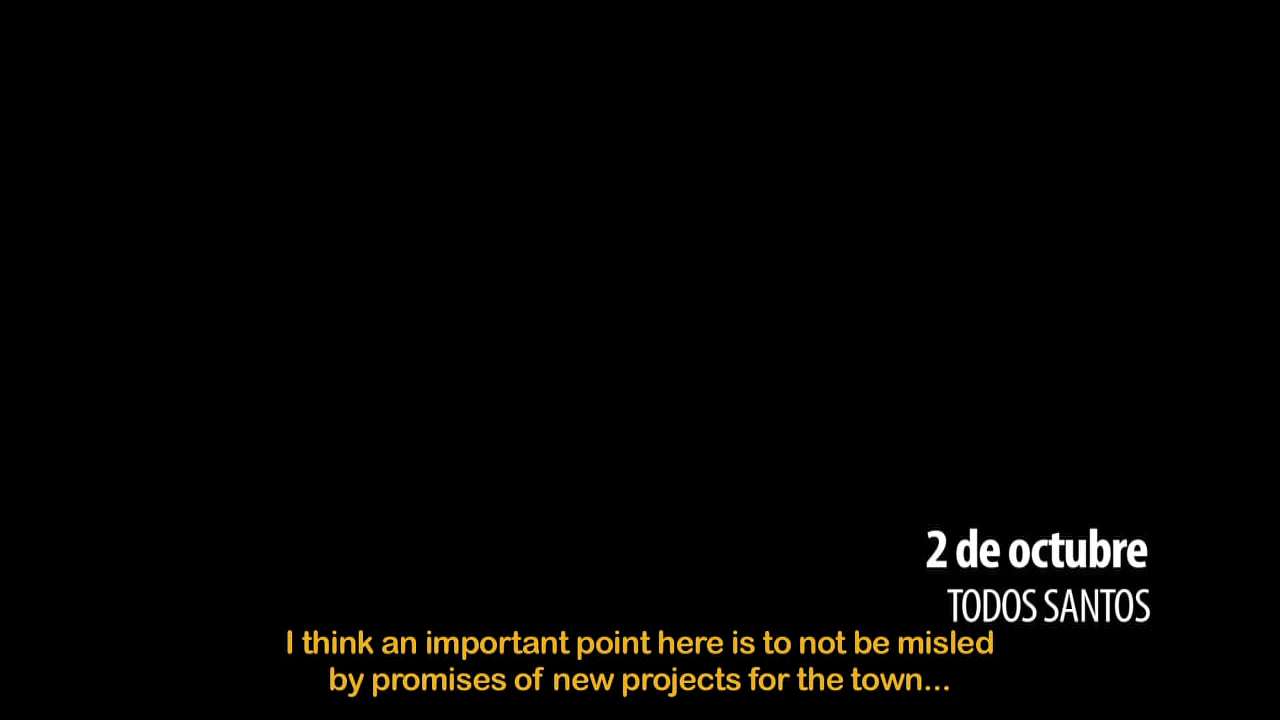 2 de octubre
TODOS SANTOS
I think an important point here is to not be misled
by promises of new projects for the town...